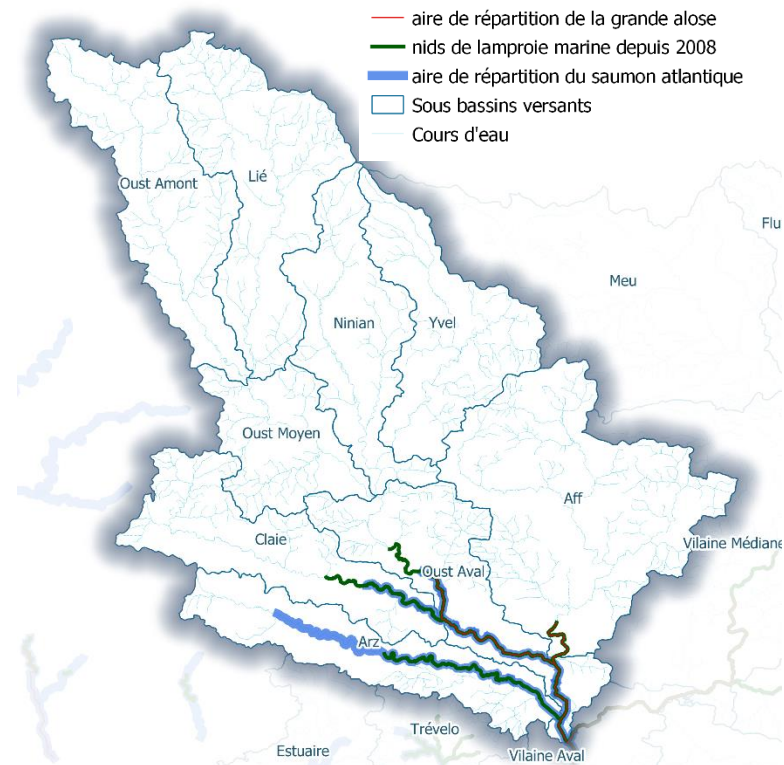 aire de répartition de la grande alose
nids de lamproie marine depuis 2008
aire de répartition du saumon atlantique
Sous bassins versants
Cours d'eau
Oust Amont
Lié
Flu
Meu
Ninian
Yvel
Oust Moyen
Aff
Claie
Vilaine Médiane
Oust Aval
Arz
Trévelo
Estuaire
Vilaine Aval